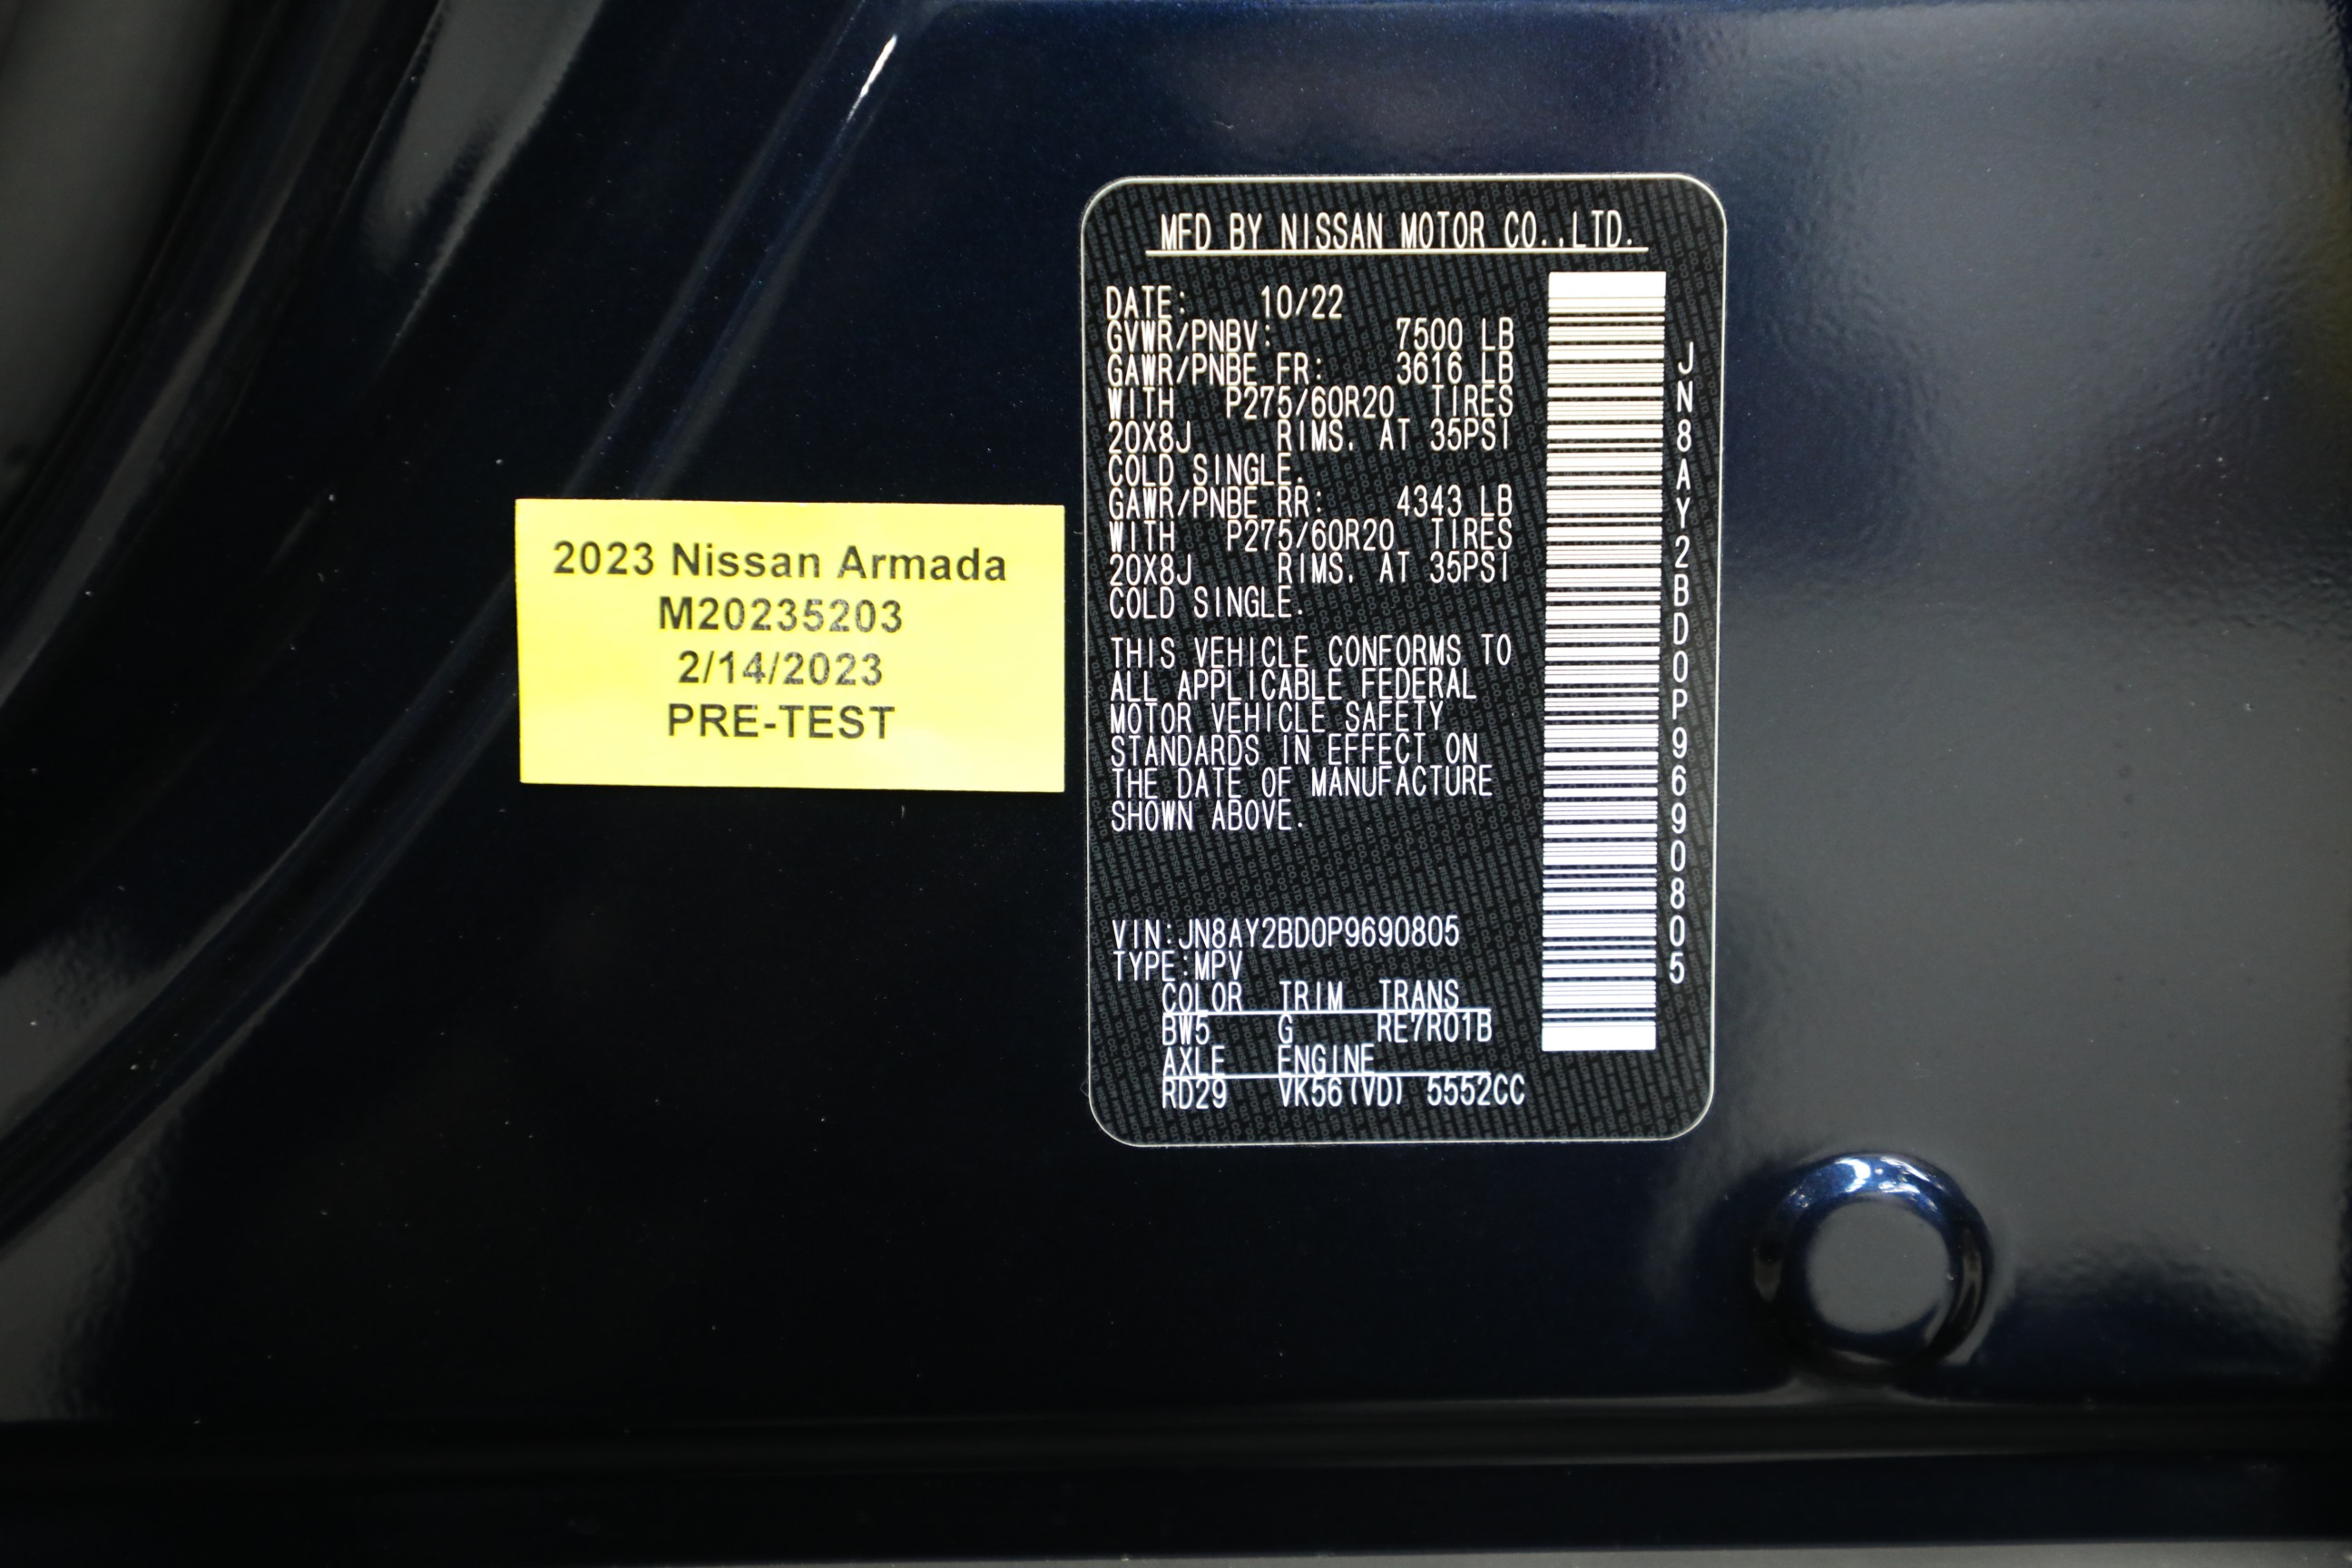 2023 Nissan Armada
M20235203
2/14/2023
PRE-TEST
MFD BY NISSAN MOTOR CO.,LTD.
DATE: 10/22
GVWR/PNBV: 7500 LB
GAWR/PNBE FR: 3616 LB
WITH P275/60R20 TIRES
20X8J RIMS, AT 35PSI
COLD SINGLE.
GAWR/PNBE RR: 4343 LB
WITH P275/60R20 TIRES
20X8J RIMS, AT 35PSI
COLD SINGLE.
THIS VEHICLE CONFORMS TO
ALL APPLICABLE FEDERAL
MOTOR VEHICLE SAFETY
STANDARDS IN EFFECT ON
THE DATE OF MANUFACTURE
SHOWN ABOVE.
VIN:JN8AY2BD0P9690805
TYPE:MPV
COLOR TRIM TRANS
BW5 G RE7R01B
AXLE ENGINE
RD29 VK56(VD) 5552CC
JN8AY2BD0P9690805